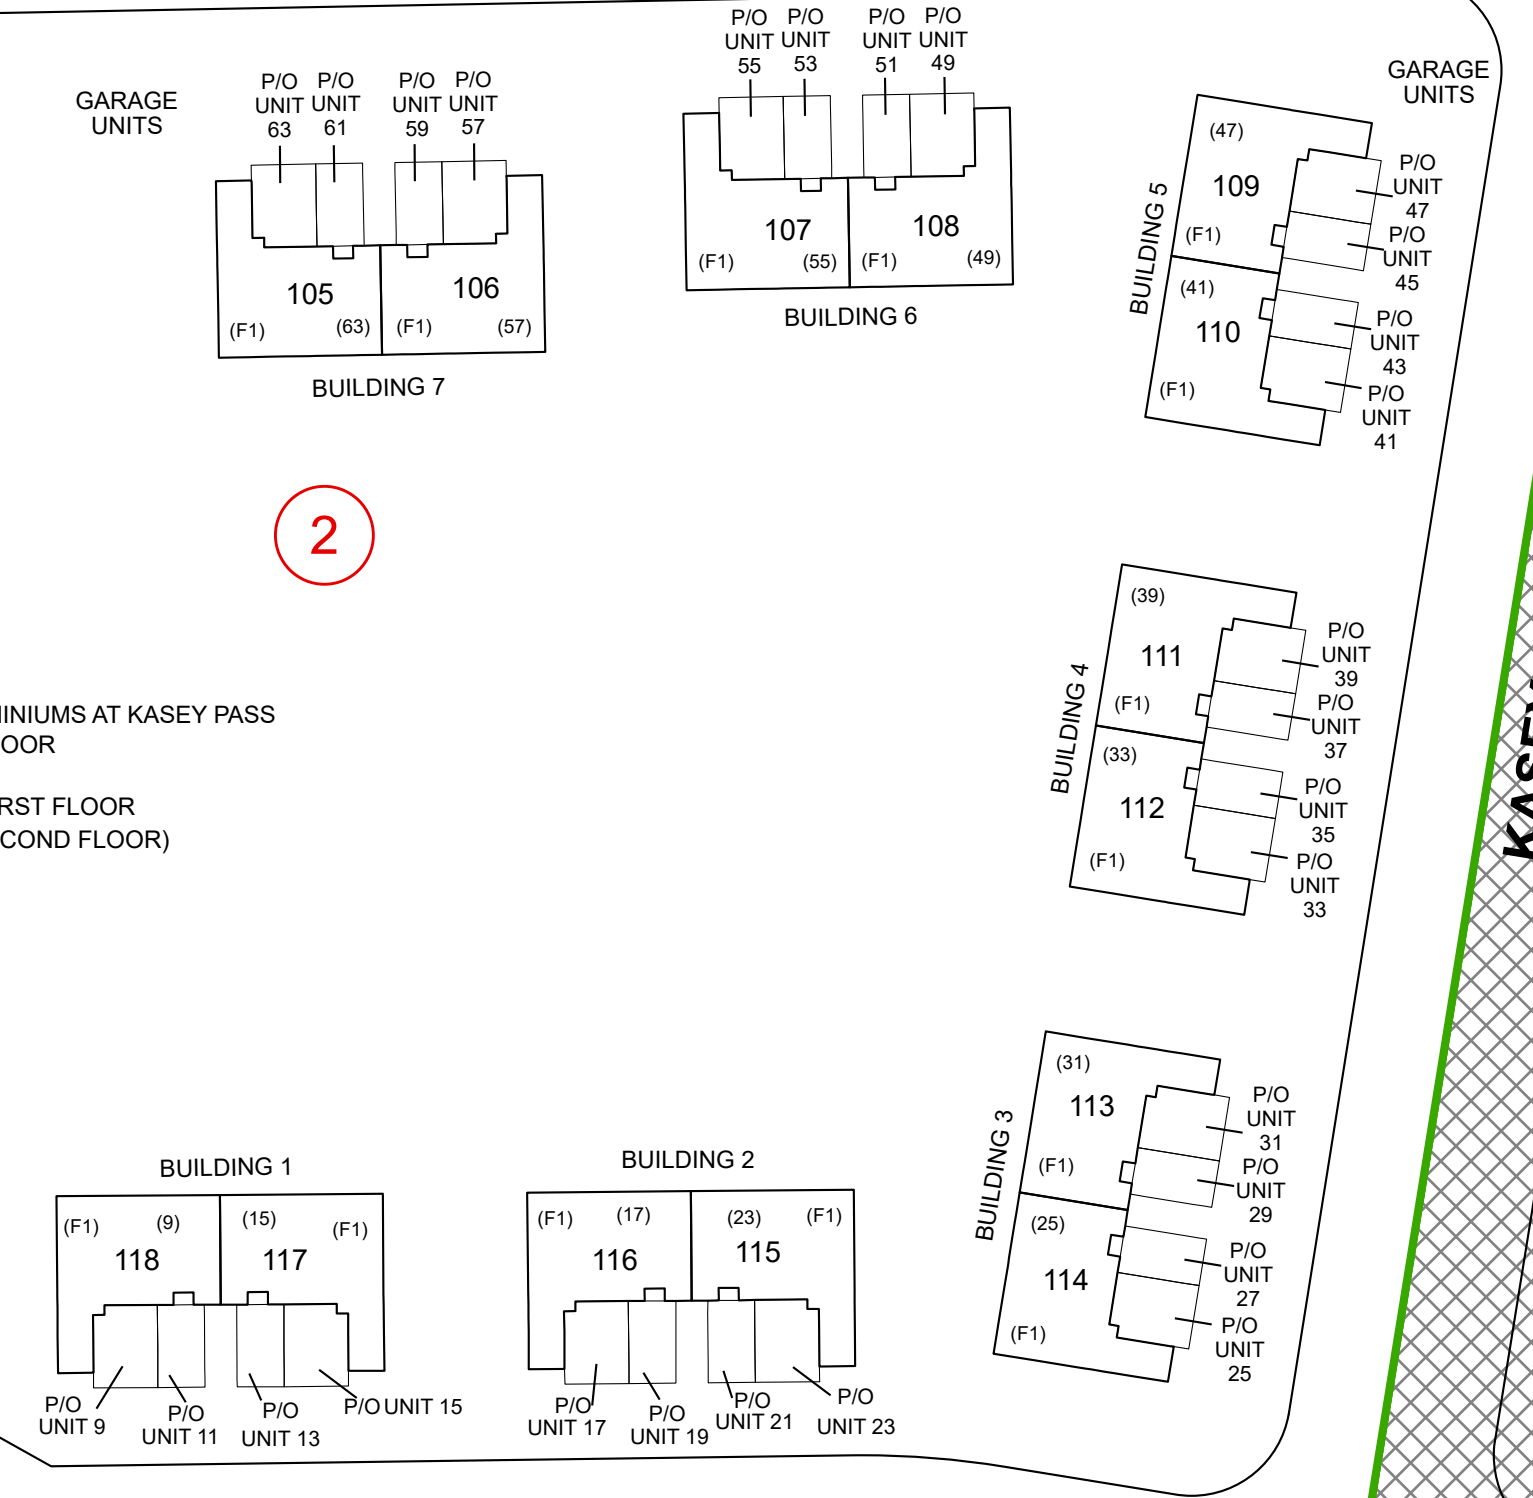 GARAGE
UNITS
P/O
UNIT
63
P/O
UNIT
61
P/O
UNIT
59
P/O
UNIT
57
105
(F1)
(63)
106
(F1)
(57)
BUILDING 7
P/O
UNIT
55
P/O
UNIT
53
P/O
UNIT
51
P/O
UNIT
49
107
(F1)
(55)
108
(F1)
(49)
BUILDING 6
GARAGE
UNITS
BUILDING 5
(47)
109
(F1)
(41)
110
(F1)
P/O
UNIT
47
P/O
UNIT
45
P/O
UNIT
43
P/O
UNIT
41
2
BUILDING 4
(39)
111
(F1)
(33)
112
(F1)
P/O
UNIT
39
P/O
UNIT
37
P/O
UNIT
35
P/O
UNIT
33
INIUMS AT KASEY PASS
OOR
RST FLOOR
COND FLOOR)
KASEY
BUILDING 3
(31)
113
(F1)
(25)
114
(F1)
P/O
UNIT
31
P/O
UNIT
29
P/O
UNIT
27
P/O
UNIT
25
BUILDING 1
(F1)
(9)
118
(15)
(F1)
117
P/O
UNIT 9
P/O
UNIT 11
P/O
UNIT 13
P/O UNIT 15
BUILDING 2
(F1)
(17)
116
(23)
(F1)
115
P/O
UNIT 17
P/O
UNIT 19
P/O
UNIT 21
P/O
UNIT 23